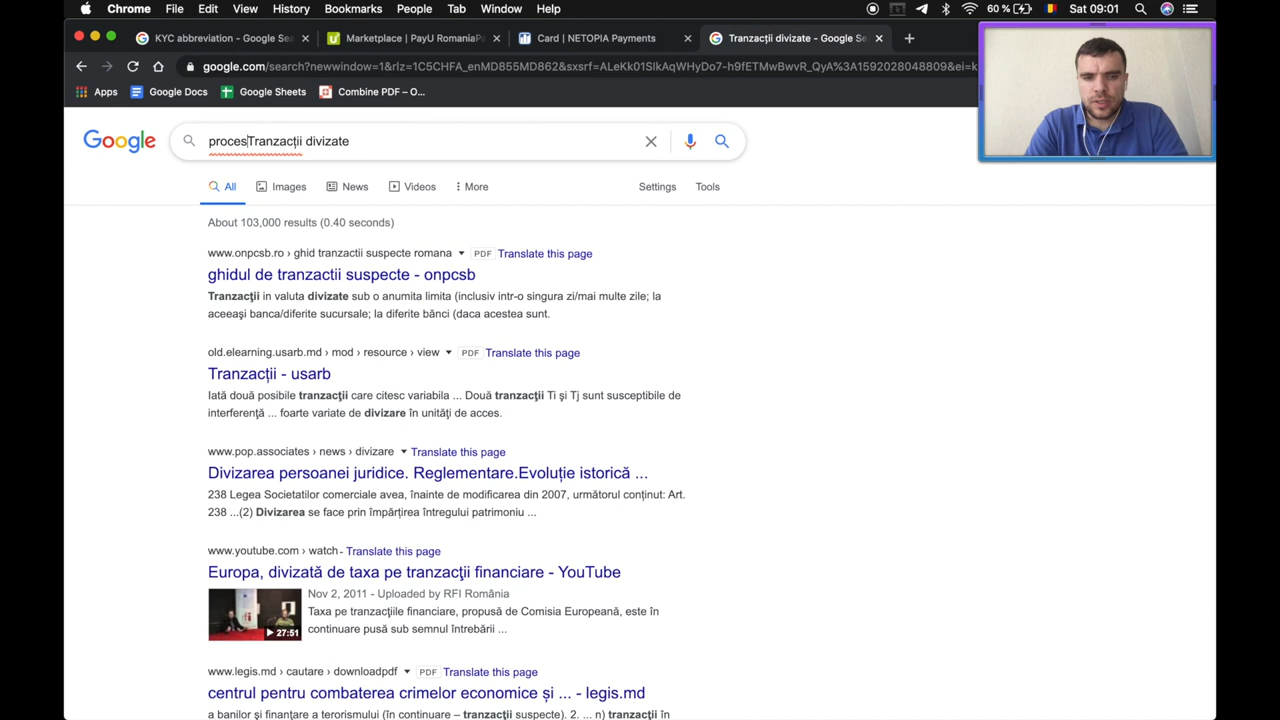 Chrome File Edit View History Bookmarks People Tab Window Help 60 % Sat 09:01
KYC abbreviation - Google Se
Marketplace | PayU RomaniaP
Card | NETOPIA Payments
Tranzacții divizate - Google Se
google.com/search?newwindow=1&sxsrf=ALeKk01SIkAqWHyDo7-h9fETMwBwvR_QyA%3A1592028048809&ei=k
Apps Google Docs Google Sheets Combine PDF – O...
Google procesTranzacții divizate
All Images News Videos More Settings Tools
About 103,000 results (0.40 seconds)
www.onpcsb.ro › ghid tranzactii suspecte romana PDF Translate this page
ghidul de tranzactii suspecte - onpcsb
Tranzacţii in valuta divizate sub o anumita limita (inclusiv intr-o singura zi/mai multe zile; la
aceeaşi banca/diferite sucursale; la diferite bănci (daca acestea sunt.
old.elearning.usarb.md › mod › resource › view PDF Translate this page
Tranzacții - usarb
Iată două posibile tranzacţii care citesc variabila ... Două tranzacţii Ti şi Tj sunt susceptibile de
interferenţă ... foarte variate de divizare în unităţi de acces.
www.pop.associates › news › divizare Translate this page
Divizarea persoanei juridice. Reglementare.Evoluție istorică ...
238 Legea Societatilor comerciale avea, înainte de modificarea din 2007, următorul conținut: Art.
238 ...(2) Divizarea se face prin împărțirea întregului patrimoniu ...
www.youtube.com › watch Translate this page
Europa, divizată de taxa pe tranzacţii financiare - YouTube
Nov 2, 2011 - Uploaded by RFI România
Taxa pe tranzacţiile financiare, propusă de Comisia Europeană, este în
continuare pusă sub semnul întrebării ...
27:51
www.legis.md › cautare › downloadpdf PDF Translate this page
centrul pentru combaterea crimelor economice și ... - legis.md
a banilor şi finanţare a terorismului (în continuare – tranzacţii suspecte). 2. ... n) tranzacţii în